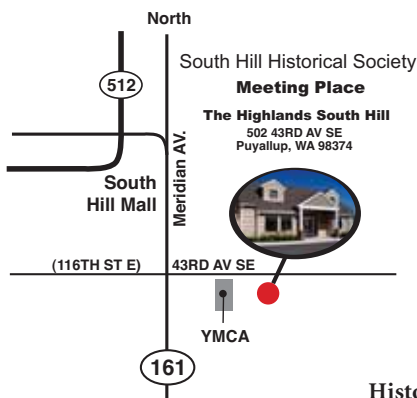 North
South Hill Historical Society
Meeting Place
The Highlands South Hill
502 43RD AV SE
Puyallup, WA 98374
512
Meridian AV.
South
Hill Mall
(116TH ST E)
43RD AV SE
YMCA
161
Histo